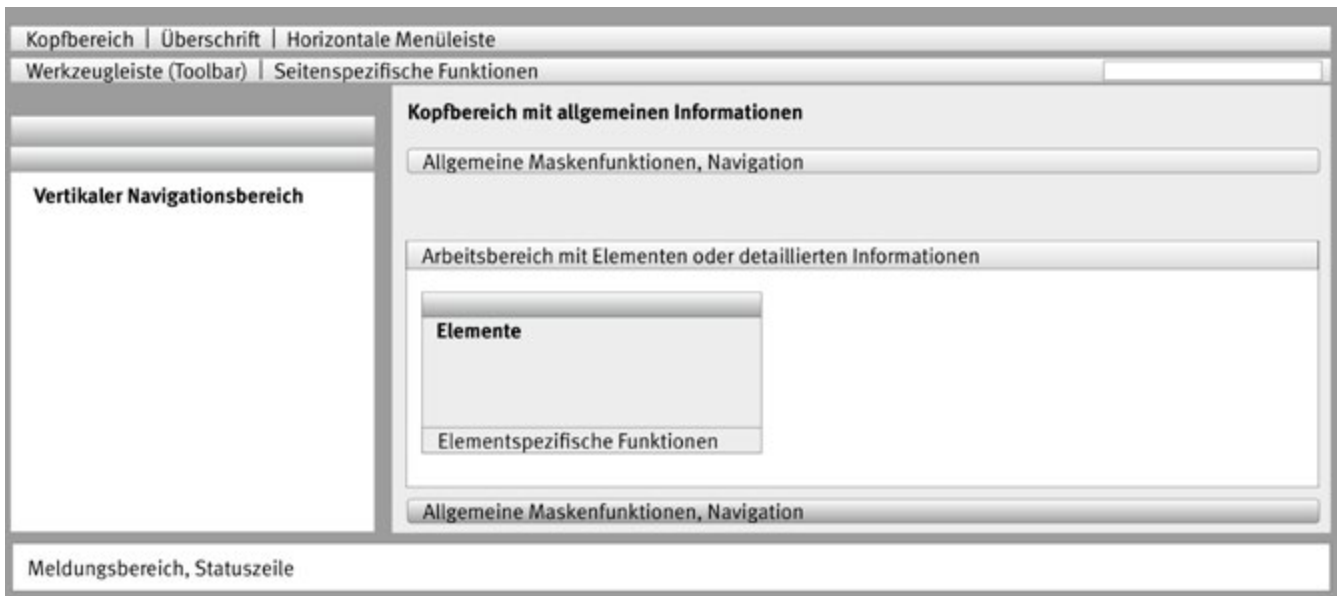 Kopfbereich | Überschrift | Horizontale Menüleiste
Werkzeugleiste (Toolbar) | Seitenspezifische Funktionen
Kopfbereich mit allgemeinen Informationen
Allgemeine Maskenfunktionen, Navigation
Vertikaler Navigationsbereich
Arbeitsbereich mit Elementen oder detaillierten Informationen
Elemente
Elementspezifische Funktionen
Allgemeine Maskenfunktionen, Navigation
Meldungsbereich, Statuszeile